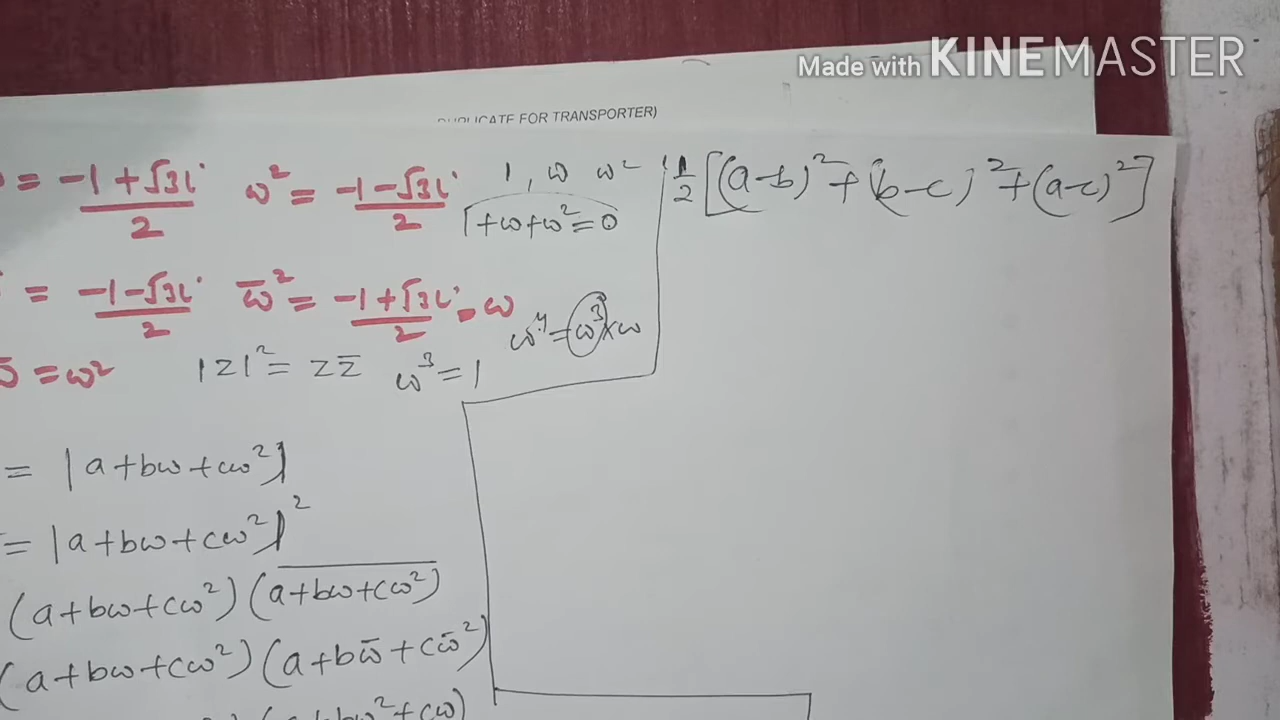 Made with KINEMASTER
DUPLICATE FOR TRANSPORTER)
= -1+√3i/2 ω² = -1-√3i/2
1, ω ω²
1+ω+ω²=0
1/2[(a-b)²+(b-c)²+(a-c)²]
= -1-√3i/2 ω̄² = -1+√3i/2 = ω
ω⁴=ω³×ω
=ω² |z|²= zz̄ ω³=1
= |a+bω+cω²|
= |a+bω+cω²|²
(a+bω+cω²)(a+bω+cω²)
(a+bω+cω²)(a+bω̄+cω̄²)